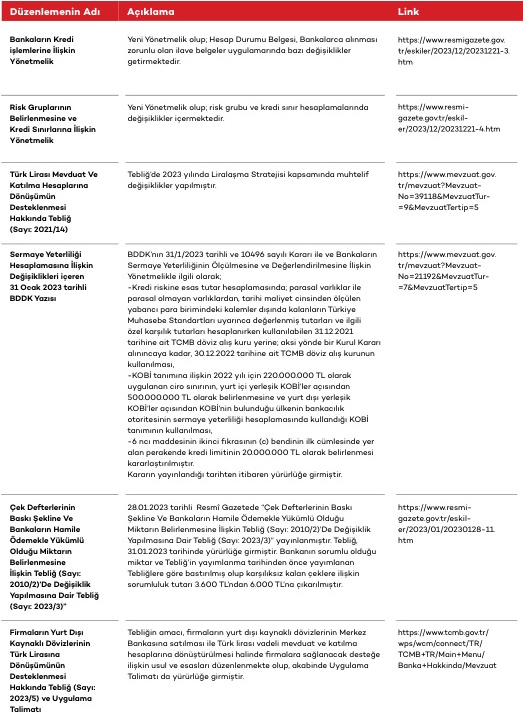 Düzenlemenin Adı
Açıklama
Link
Bankaların Kredi
işlemlerine İlişkin
Yönetmelik
Yeni Yönetmelik olup; Hesap Durumu Belgesi, Bankalarca alınması
zorunlu olan ilave belgeler uygulamarında bazı değişiklikler
getirmektedir.
https://www.resmigazete.gov.
tr/eskiler/2023/12/20231221-3.
htm
Risk Gruplarının
Belirlenmesine ve
Kredi Sınırlarına İlişkin
Yönetmelik
Yeni Yönetmelik olup; risk grubu ve kredi sınır hesaplamalarında
değişiklikler içermektedir.
https://www.resmi-
gazete.gov.tr/eskil-
er/2023/12/20231221-4.htm
Türk Lirası Mevduat Ve
Katılma Hesaplarına
Dönüşümün
Desteklenmesi
Hakkında Tebliğ
(Sayı: 2021/14)
Tebliğ'de 2023 yılında Liralaşma Stratejisi kapsamında muhtelif
değişiklikler yapılmıştır.
https://www.mevzuat.gov.
tr/mevzuat?Mevzuat-
No=39118&MevzuatTur-
=9&MevzuatTertip=5
Sermaye Yeterliliği
Hesaplamasına İlişkin
Değişiklikleri içeren
31 Ocak 2023 tarihli
BDDK Yazısı
BDDK'nın 31/1/2023 tarihli ve 10496 sayılı Kararı ile ve Bankaların
Sermaye Yeterliliğinin Ölçülmesine ve Değerlendirilmesine İlişkin
Yönetmelikle ilgili olarak;
-Kredi riskine esas tutar hesaplamasında; parasal varlıklar ile
parasal olmayan varlıklardan, tarihi maliyet cinsinden ölçülen
yabancı para birimindeki kalemler dışında kalanların Türkiye
Muhasebe Standartları uyarınca değerlenmiş tutarları ve ilgili
özel karşılık tutarları hesaplanırken kullanılabilen 31.12.2021
tarihine ait TCMB döviz alış kuru yerine; aksi yönde bir Kurul Kararı
alınıncaya kadar, 30.12.2022 tarihine ait TCMB döviz alış kurunun
kullanılması,
-KOBİ tanımına ilişkin 2022 yılı için 220.000.000 TL olarak
uygulanan ciro sınırının, yurt içi yerleşik KOBİ'ler açısından
500.000.000 TL olarak belirlenmesine ve yurt dışı yerleşik
KOBİ'ler açısından KOBİ'nin bulunduğu ülkenin bankacılık
otoritesinin sermaye yeterliliği hesaplamasında kullandığı KOBİ
tanımının kullanılması,
-6 ncı maddesinin ikinci fıkrasının (c) bendinin ilk cümlesinde yer
alan perakende kredi limitinin 20.000.000 TL olarak belirlenmesi
kararlaştırılmıştır.
Kararın yayınlandığı tarihten itibaren yürürlüğe girmiştir.
https://www.mevzuat.gov.
tr/mevzuat?Mevzuat-
No=21192&MevzuatTur-
=7&MevzuatTertip=5
Çek Defterlerinin
Baskı Şekline Ve
Bankaların Hamile
Ödemekle Yükümlü
Olduğu Miktarın
Belirlenmesine
İlişkin Tebliğ (Sayı:
2010/2)'De Değişiklik
Yapılmasına Dair Tebliğ
(Sayı: 2023/3)"
28.01.2023 tarihli Resmî Gazetede "Çek Defterlerinin Baskı
Şekline Ve Bankaların Hamile Ödemekle Yükümlü Olduğu
Miktarın Belirlenmesine İlişkin Tebliğ (Sayı: 2010/2)'De Değişiklik
Yapılmasına Dair Tebliğ (Sayı: 2023/3)" yayınlanmıştır. Tebliğ,
31.01.2023 tarihinde yürürlüğe girmiştir. Bankanın sorumlu olduğu
miktar ve Tebliğ'in yayımlanma tarihinden önce yayımlanan
Tebliğlere göre bastırılmış olup karşılıksız kalan çeklere ilişkin
sorumluluk tutarı 3.600 TL'ndan 6.000 TL'na çıkarılmıştır.
https://www.resmi-
gazete.gov.tr/eskil-
er/2023/01/20230128-11.
htm
Firmaların Yurt Dışı
Kaynaklı Dövizlerinin
Türk Lirasına
Dönüşümünün
Desteklenmesi
Hakkında Tebliğ (Sayı:
2023/5) ve Uygulama
Talimatı
Tebliğin amacı, firmaların yurt dışı kaynaklı dövizlerinin Merkez
Bankasına satılması ile Türk lirası vadeli mevduat ve katılma
hesaplarına dönüştürülmesi halinde firmalara sağlanacak desteğe
ilişkin usul ve esasları düzenlenmekte olup, akabinde Uygulama
Talimatı da yürürlüğe girmiştir.
https://www.tcmb.gov.tr/
wps/wcm/connect/TR/
TCMB+TR/Main+Menu/
Banka+Hakkinda/Mevzuat